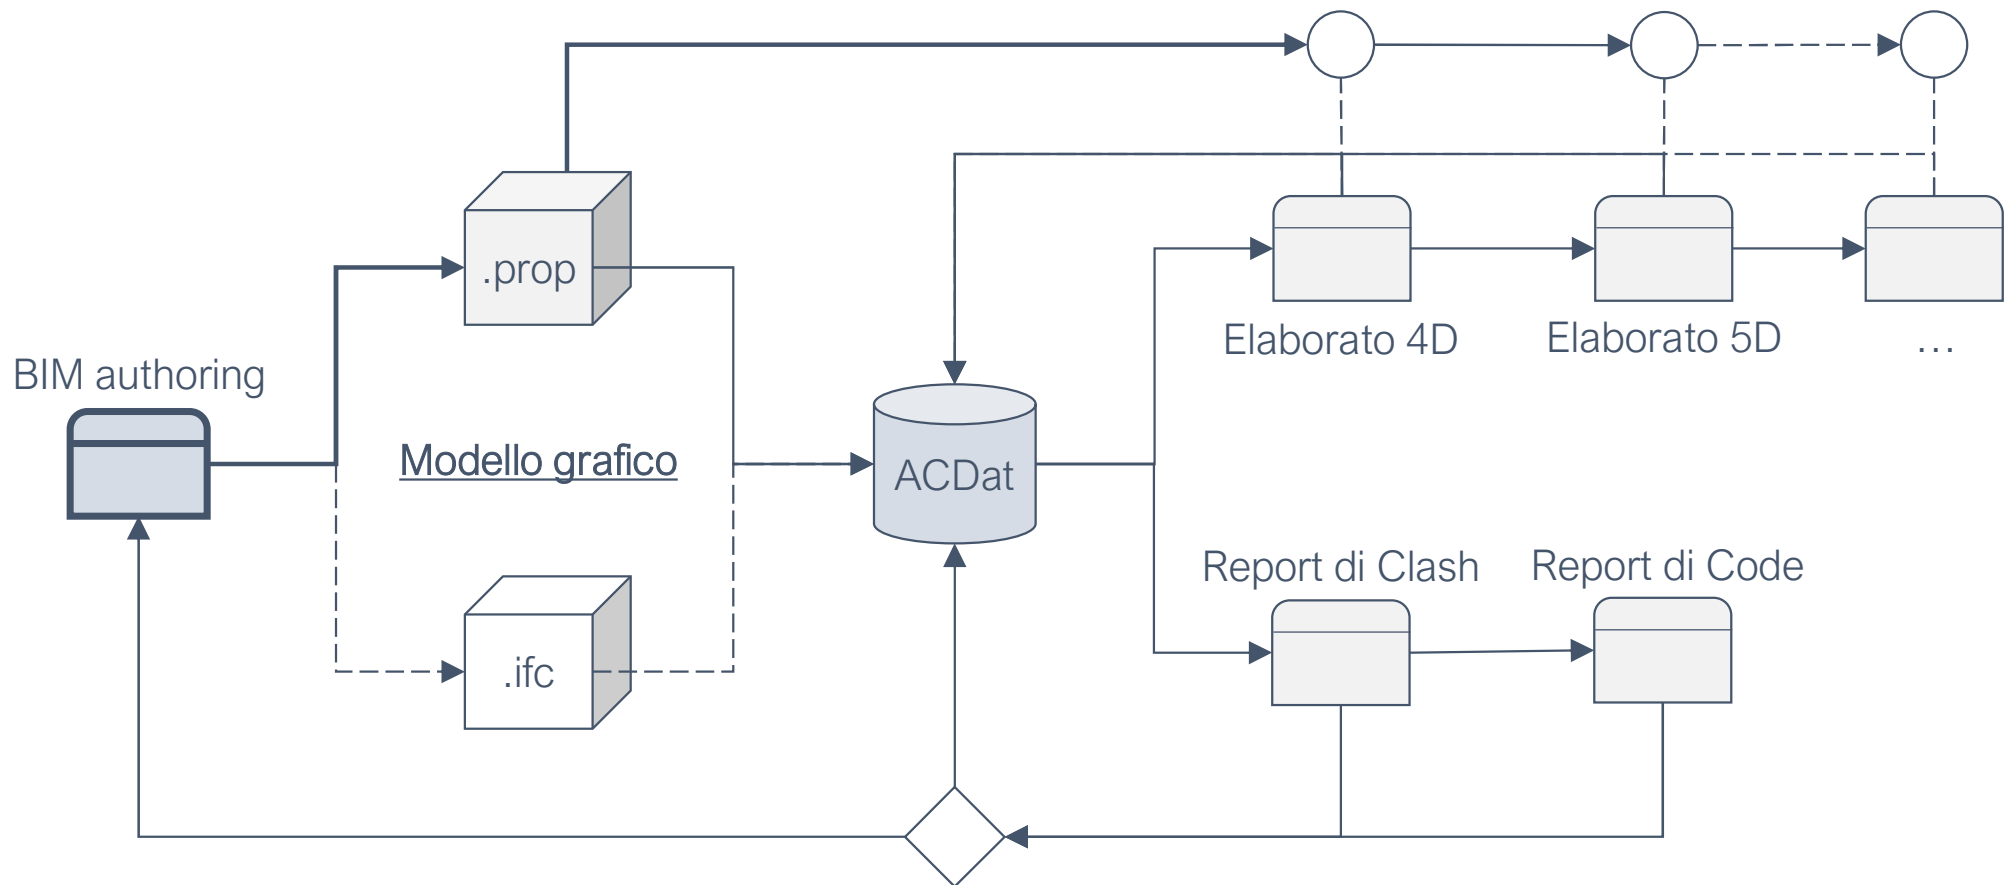 .prop
BIM authoring
Modello grafico
.ifc
ACDat
Elaborato 4D
Elaborato 5D
...
Report di Clash
Report di Code